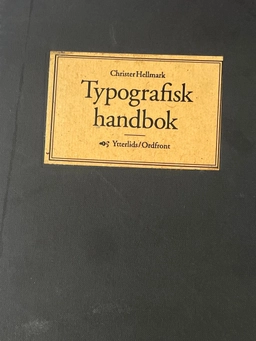 Christer Hellmark
Typografisk
handbok
Ytterlids/Ordfront